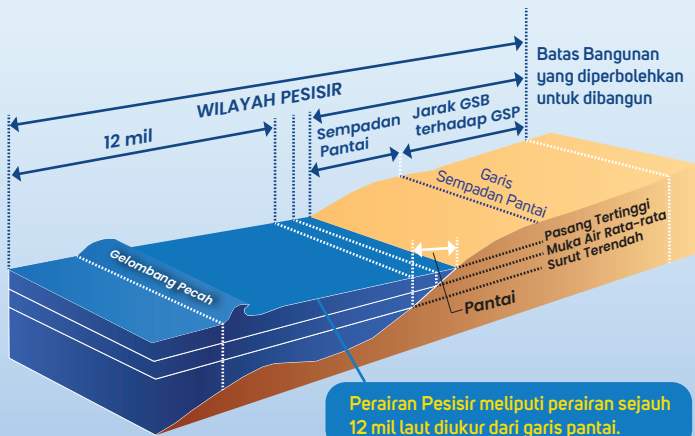 Batas Bangunan
yang diperbolehkan
untuk dibangun
WILAYAH PESISIR
12 mil
Sempadan
Pantai
Jarak GSB
terhadap GSP
Garis
Sempadan Pantai
Pasang Tertinggi
Muka Air Rata-rata
Surut Terendah
Gelombang Pecah
Pantai
Perairan Pesisir meliputi perairan sejauh
12 mil laut diukur dari garis pantai.